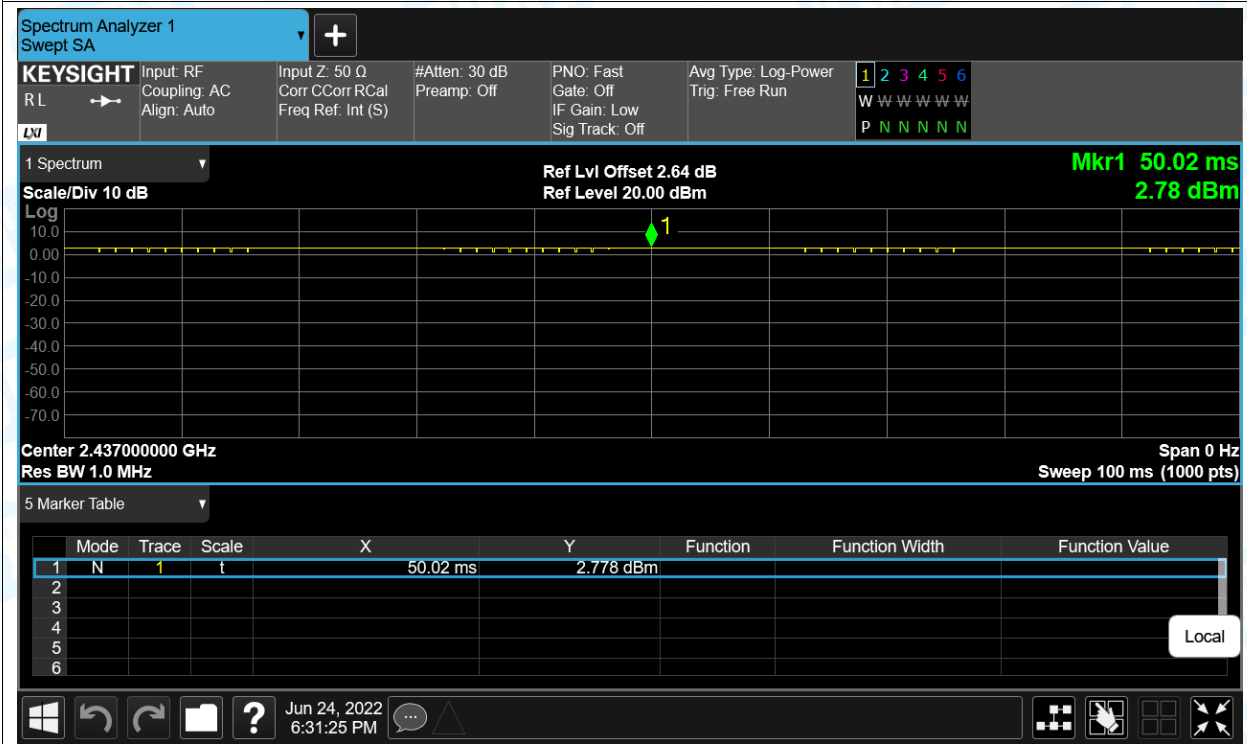 Spectrum Analyzer 1
Swept SA
KEYSIGHT
R L
LXI
Input: RF
Coupling: AC
Align: Auto
Input Z: 50 Ω
Corr CCorr RCal
Freq Ref: Int (S)
#Atten: 30 dB
Preamp: Off
PNO: Fast
Gate: Off
IF Gain: Low
Sig Track: Off
Avg Type: Log-Power
Trig: Free Run
1 2 3 4 5 6
W W W W W W
P N N N N N
1 Spectrum
Scale/Div 10 dB
Log
Ref Lvl Offset 2.64 dB
Ref Level 20.00 dBm
Mkr1 50.02 ms
2.78 dBm
1
10.0
0.00
-10.0
-20.0
-30.0
-40.0
-50.0
-60.0
-70.0
Center 2.437000000 GHz
Res BW 1.0 MHz
Span 0 Hz
Sweep 100 ms (1000 pts)
5 Marker Table
Mode Trace Scale X Y Function Function Width Function Value
1 N 1 t 50.02 ms 2.778 dBm
2
3
4
5
6
Local
?
Jun 24, 2022
6:31:25 PM